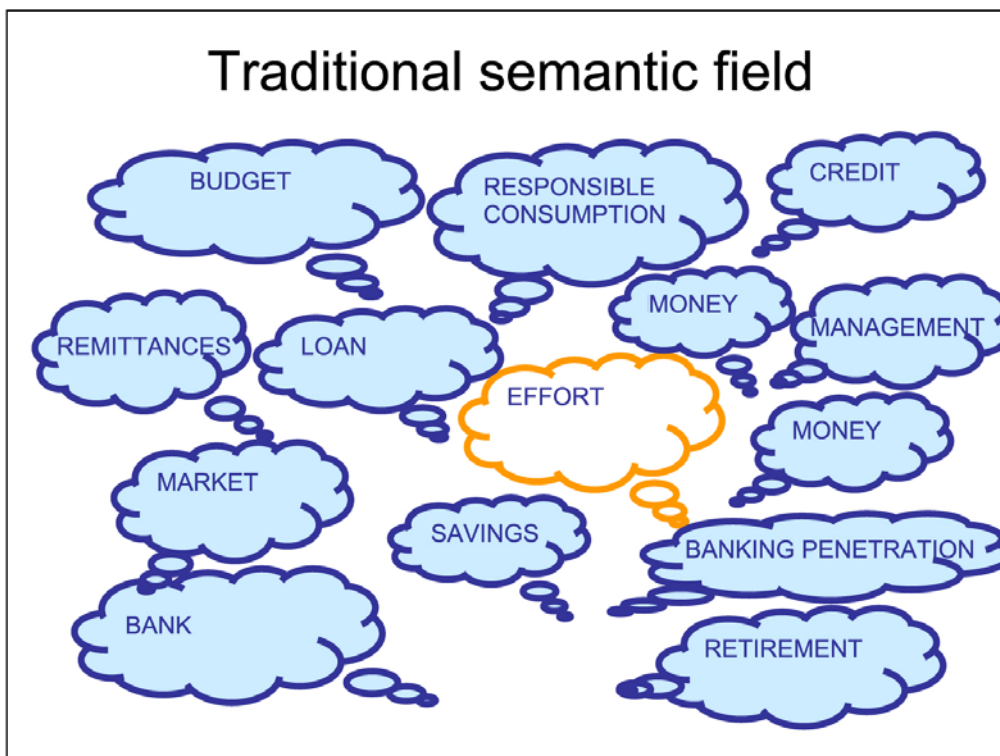 Traditional semantic field
BUDGET
RESPONSIBLE
CONSUMPTION
CREDIT
REMITTANCES
LOAN
MONEY
MANAGEMENT
EFFORT
MONEY
MARKET
SAVINGS
BANKING PENETRATION
BANK
RETIREMENT